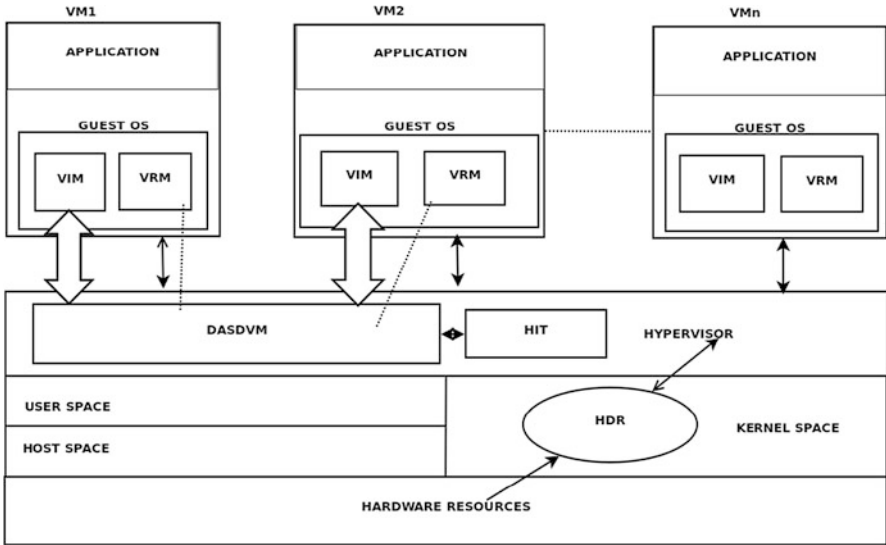 VM1
VM2
VMn
APPLICATION
APPLICATION
APPLICATION
GUEST OS
GUEST OS
GUEST OS
VIM
VRM
VIM
VRM
VIM
VRM
DASDVM
HIT
HYPERVISOR
USER SPACE
HDR
KERNEL SPACE
HOST SPACE
HARDWARE RESOURCES